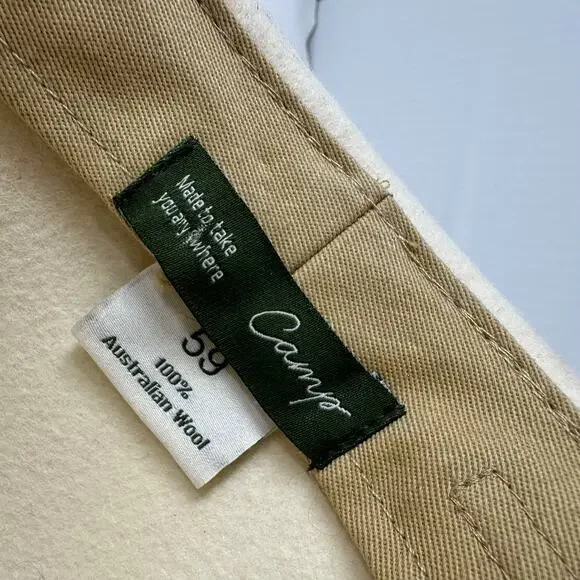 Made to take
you anywhere
Camp
59
100%
Australian Wool